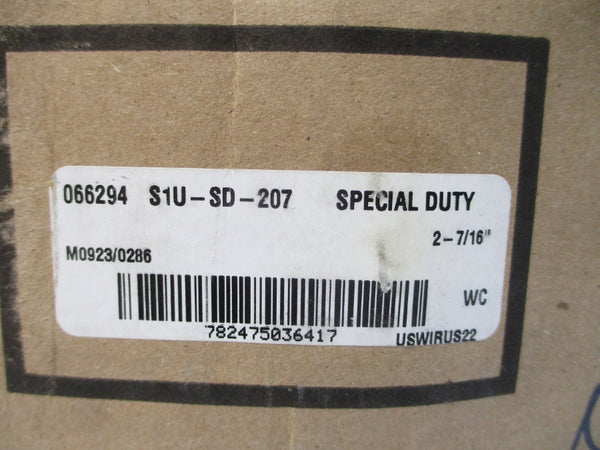 066294 S1U-SD-207 SPECIAL DUTY
2-7/16"
M0923/0286
WC
782475036417
USWIRUS22